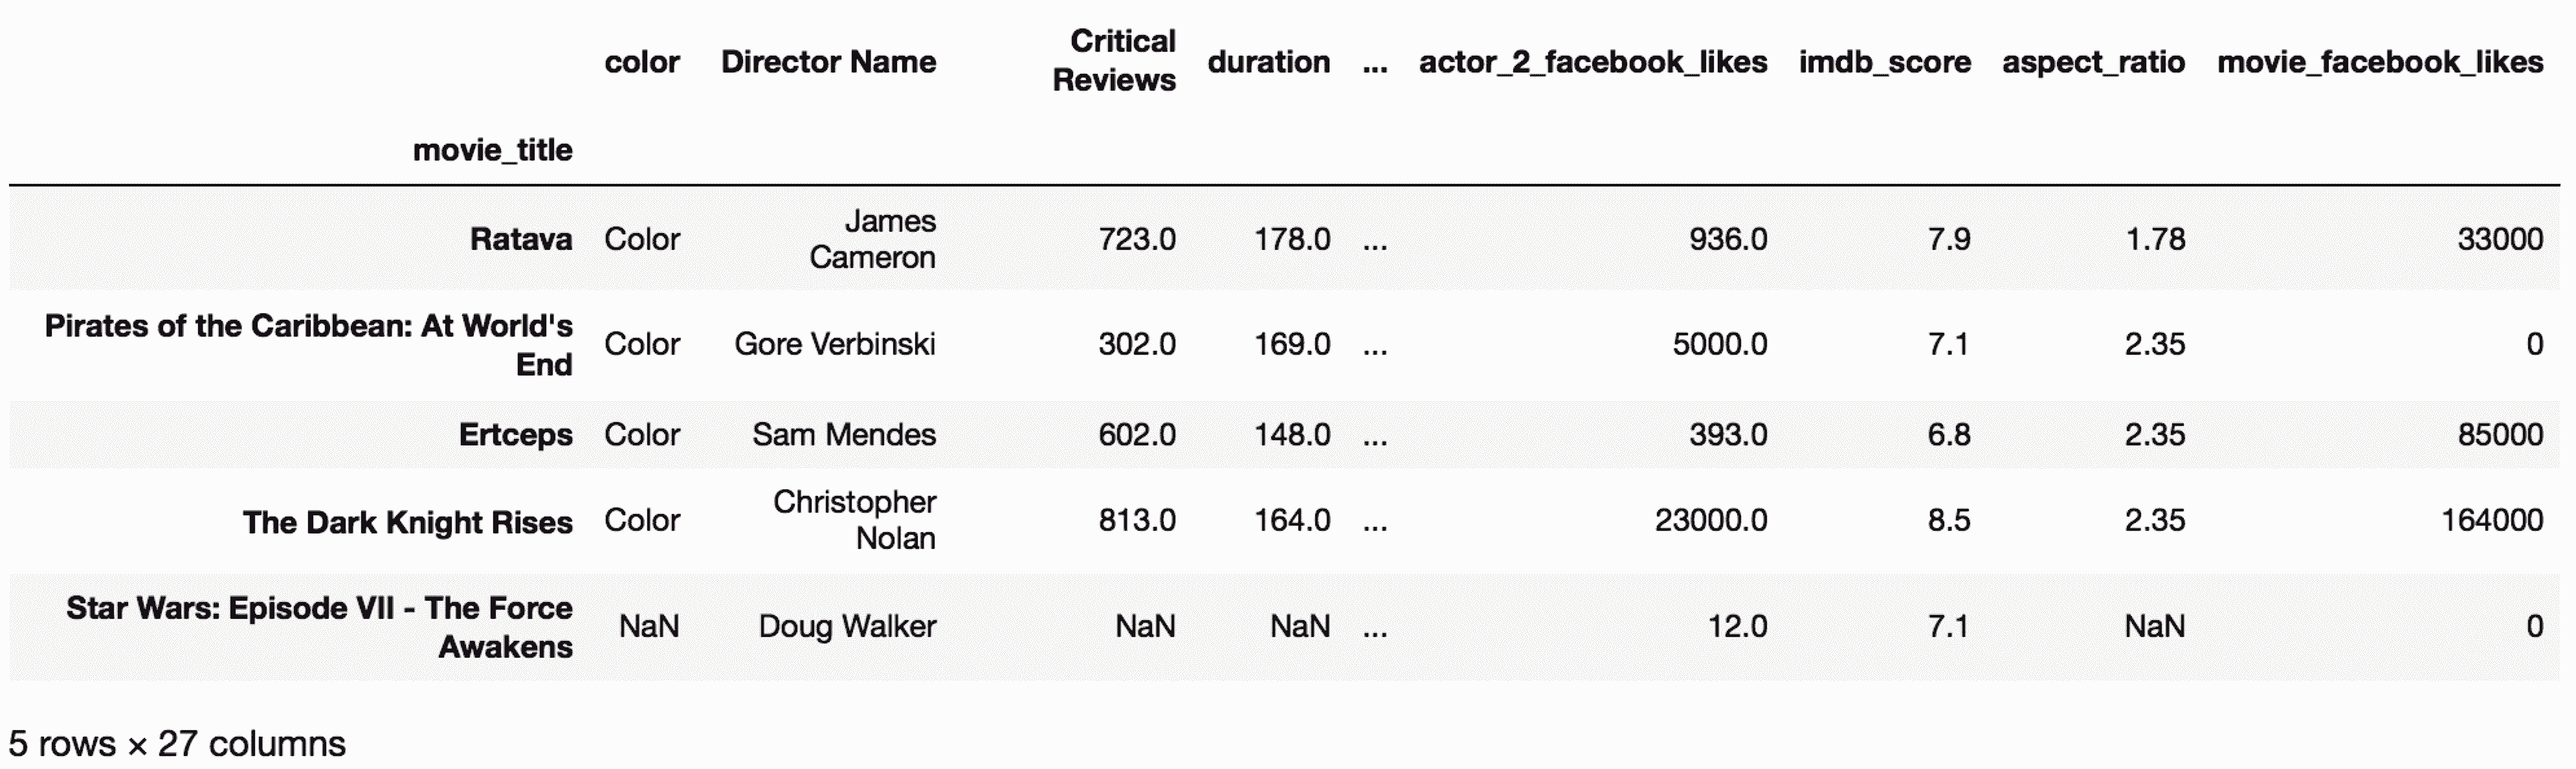 color Director Name Critical Reviews duration ... actor_2_facebook_likes imdb_score aspect_ratio movie_facebook_likes
movie_title
Ratava Color James Cameron 723.0 178.0 ... 936.0 7.9 1.78 33000
Pirates of the Caribbean: At World's End Color Gore Verbinski 302.0 169.0 ... 5000.0 7.1 2.35 0
Ertceps Color Sam Mendes 602.0 148.0 ... 393.0 6.8 2.35 85000
The Dark Knight Rises Color Christopher Nolan 813.0 164.0 ... 23000.0 8.5 2.35 164000
Star Wars: Episode VII - The Force Awakens NaN Doug Walker NaN NaN ... 12.0 7.1 NaN 0
5 rows × 27 columns